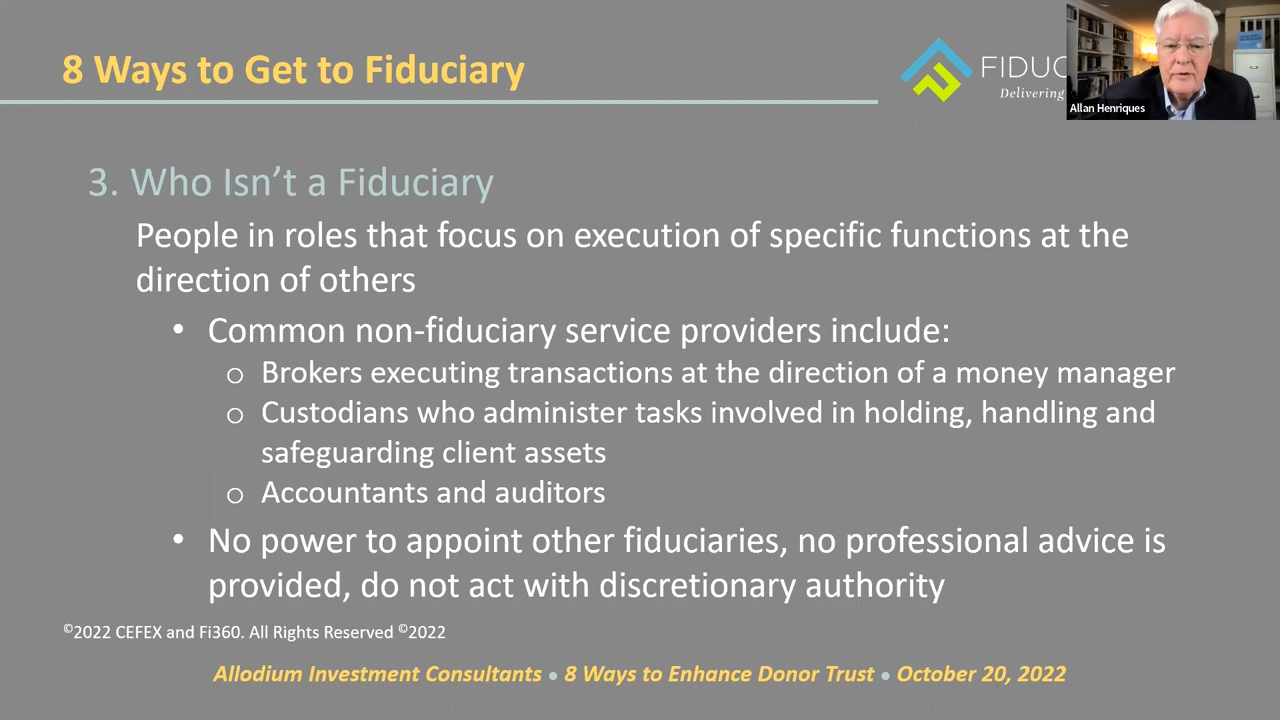 8 Ways to Get to Fiduciary
FIDUC
Delivering
Allan Henriques
3. Who Isn’t a Fiduciary
People in roles that focus on execution of specific functions at the
direction of others
• Common non-fiduciary service providers include:
o Brokers executing transactions at the direction of a money manager
o Custodians who administer tasks involved in holding, handling and
safeguarding client assets
o Accountants and auditors
• No power to appoint other fiduciaries, no professional advice is
provided, do not act with discretionary authority
©2022 CEFEX and Fi360. All Rights Reserved ©2022
Allodium Investment Consultants • 8 Ways to Enhance Donor Trust • October 20, 2022